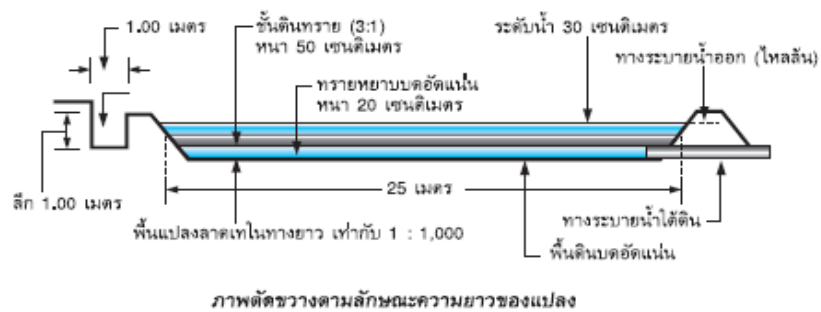 1.00 เมตร
ชั้นดินทราย (3:1)
หนา 50 เซนติเมตร
ระดับน้ำ 30 เซนติเมตร
ทางระบายน้ำออก (ไหลล้น)
ทรายหยาบบดอัดแน่น
หนา 20 เซนติเมตร
25 เมตร
ลึก 1.00 เมตร
ทางระบายน้ำใต้ดิน
พื้นแปลงลาดเทในทางยาว เท่ากับ 1 : 1,000
พื้นดินบดอัดแน่น
ภาพตัดขวางตามลักษณะความยาวของแปลง